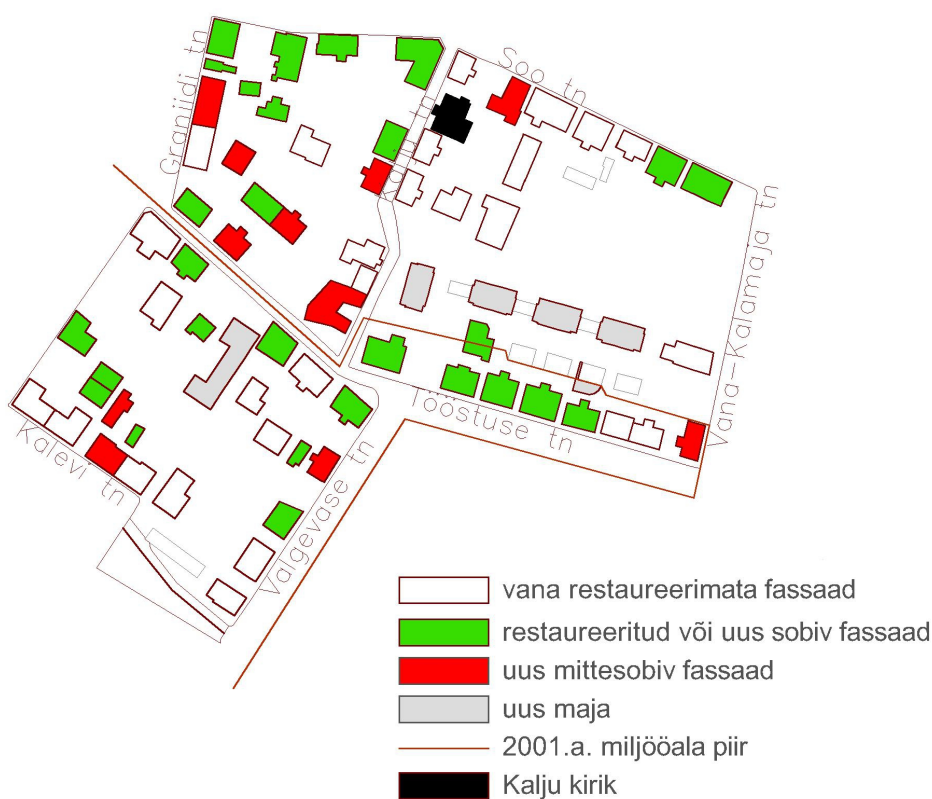 Soo tn
Graniidi tn
Kalju tn
Vana-Kalamaja tn
Tööstuse tn
Kalevi tn
Valgevase tn
vana restaureerimata fassaad
restaureeritud või uus sobiv fassaad
uus mittesobiv fassaad
uus maja
2001.a. miljööala piir
Kalju kirik